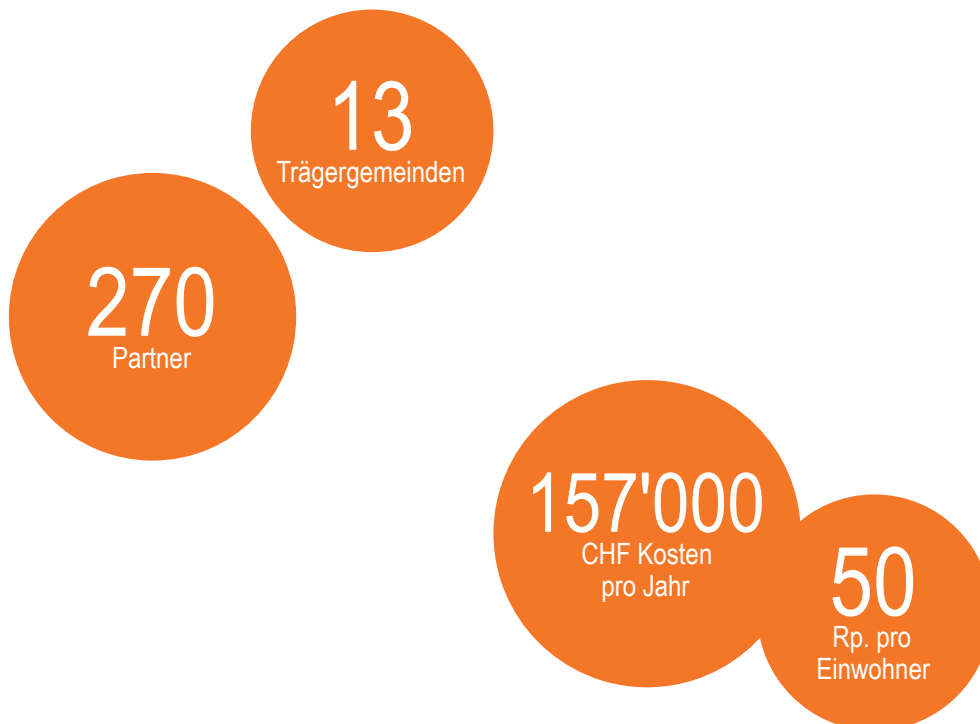 13
Trägergemeinden
270
Partner
157'000
CHF Kosten
pro Jahr
50
Rp. pro
Einwohner